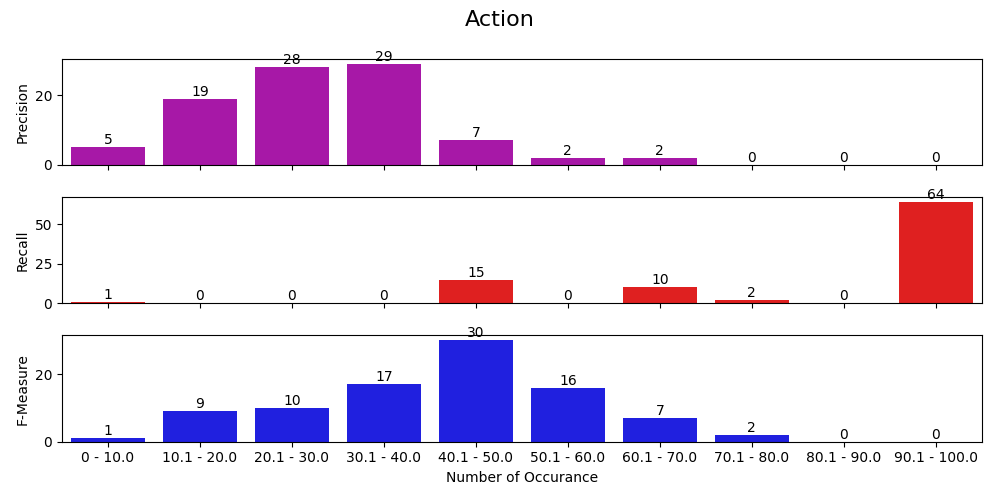 Action
Precision
20
0
5 19 28 29 7 2 2 0 0 0
Recall
50
25
0
1 0 0 0 15 0 10 2 0 64
F-Measure
20
0
1 9 10 17 30 16 7 2 0 0
0 - 10.0 10.1 - 20.0 20.1 - 30.0 30.1 - 40.0 40.1 - 50.0 50.1 - 60.0 60.1 - 70.0 70.1 - 80.0 80.1 - 90.0 90.1 - 100.0
Number of Occurance